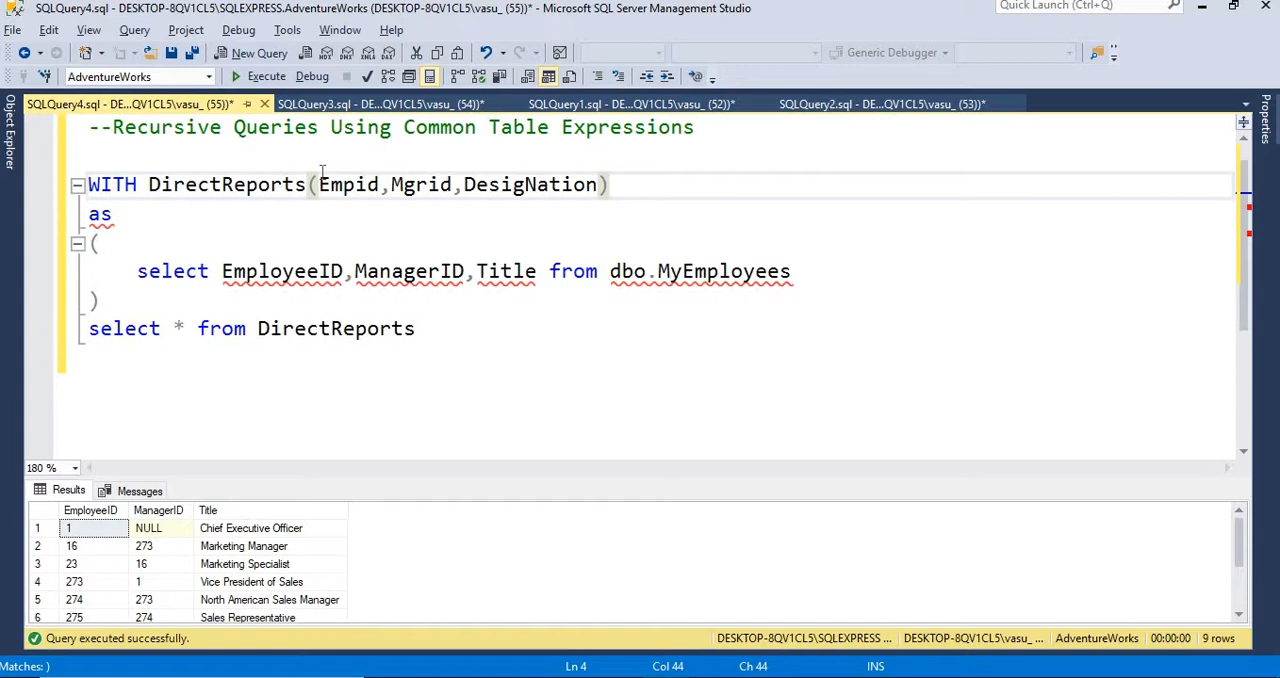 SQLQuery4.sql - DESKTOP-8QV1CL5\SQLEXPRESS.AdventureWorks (DESKTOP-8QV1CL5\vasu_ (55))* - Microsoft SQL Server Management Studio
Quick Launch (Ctrl+Q)
File Edit View Query Project Debug Tools Window Help
New Query
Generic Debugger
AdventureWorks Execute Debug
SQLQuery4.sql - DE...QV1CL5\vasu_ (55))* SQLQuery3.sql - DE...QV1CL5\vasu_ (54))* SQLQuery1.sql - DE...QV1CL5\vasu_ (52))* SQLQuery2.sql - DE...QV1CL5\vasu_ (53))*
Object Explorer
Properties
--Recursive Queries Using Common Table Expressions
WITH DirectReports(Empid,Mgrid,DesigNation)
as
(
select EmployeeID,ManagerID,Title from dbo.MyEmployees
)
select * from DirectReports
180 %
Results Messages
EmployeeID ManagerID Title
1 1 NULL Chief Executive Officer
2 16 273 Marketing Manager
3 23 16 Marketing Specialist
4 273 1 Vice President of Sales
5 274 273 North American Sales Manager
6 275 274 Sales Representative
Query executed successfully. DESKTOP-8QV1CL5\SQLEXPRESS ... DESKTOP-8QV1CL5\vasu_ ... AdventureWorks 00:00:00 9 rows
Matches: ) Ln 4 Col 44 Ch 44 INS